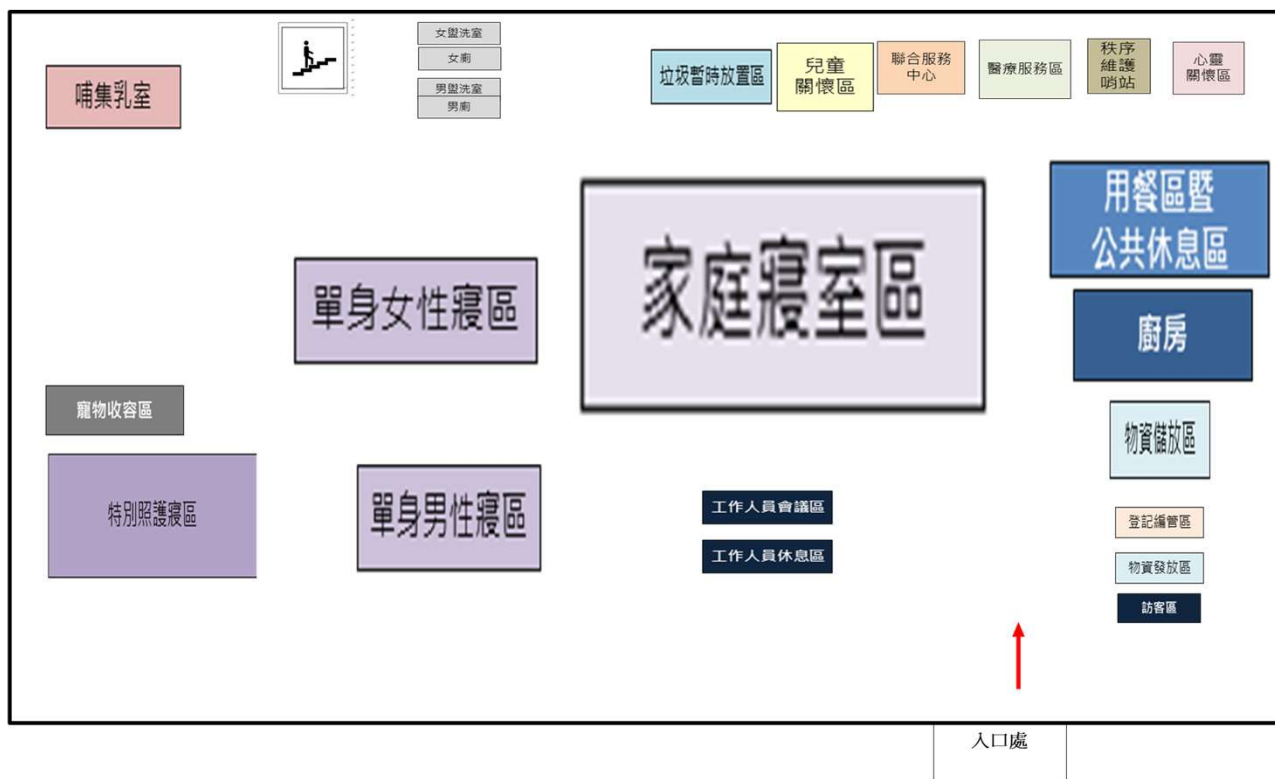 女盥洗室
女廁
男盥洗室
男廁
哺集乳室
垃圾暫時放置區
兒童
關懷區
聯合服務
中心
醫療服務區
秩序
維護
哨站
心靈
關懷區
用餐區暨
公共休息區
家庭寢室區
單身女性寢區
廚房
寵物收容區
物資儲放區
特別照護寢區
單身男性寢區
工作人員會議區
工作人員休息區
登記編管區
物資發放區
訪客區
入口處